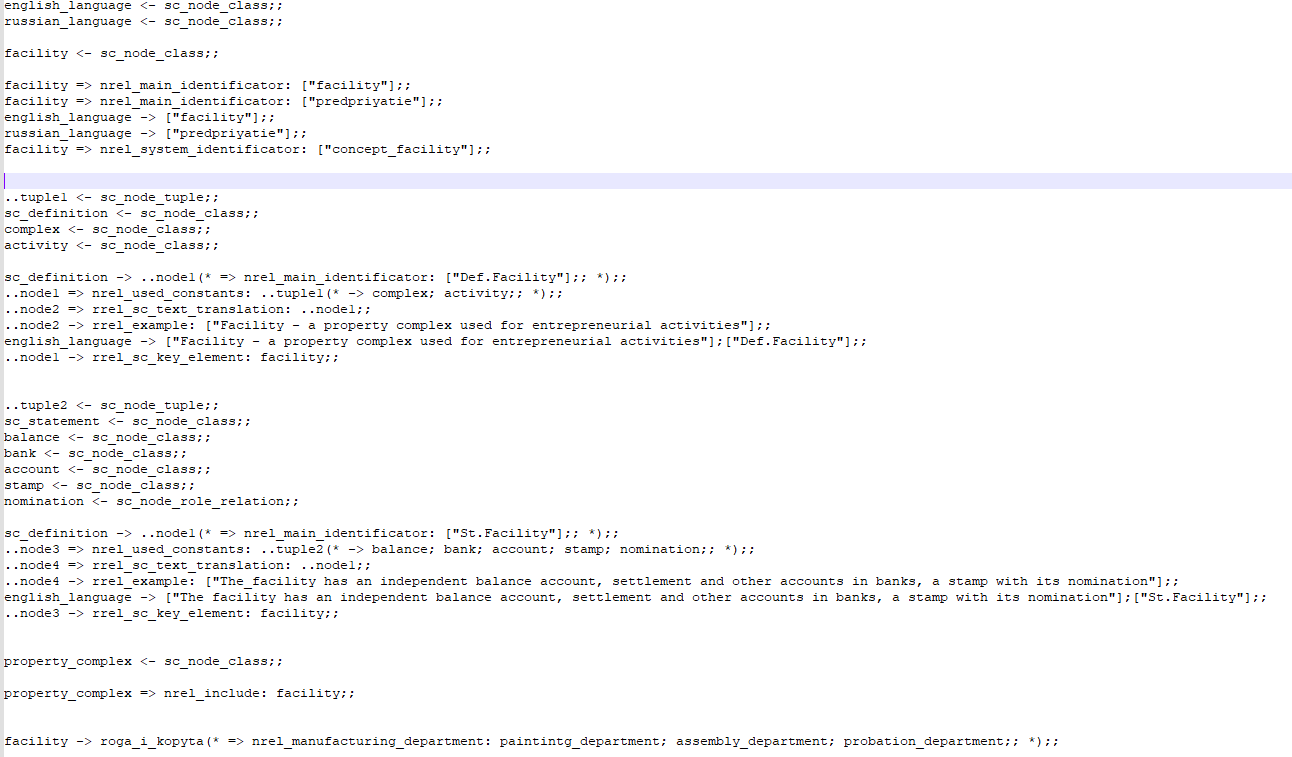 english_language <- sc_node_class;;
russian_language <- sc_node_class;;
facility <- sc_node_class;;
facility => nrel_main_identificator: ["facility"];;
facility => nrel_main_identificator: ["predpriyatie"];;
english_language -> ["facility"];;
russian_language -> ["predpriyatie"];;
facility => nrel_system_identificator: ["concept_facility"];;
..tuple1 <- sc_node_tuple;;
sc_definition <- sc_node_class;;
complex <- sc_node_class;;
activity <- sc_node_class;;
sc_definition -> ..node1(* => nrel_main_identificator: ["Def.Facility"];; *);;
..node1 => nrel_used_constants: ..tuple1(* -> complex; activity;; *);;
..node2 => rrel_sc_text_translation: ..node1;;
..node2 -> rrel_example: ["Facility - a property complex used for entrepreneurial activities"];;
english_language -> ["Facility - a property complex used for entrepreneurial activities"];["Def.Facility"];;
..node1 -> rrel_sc_key_element: facility;;
..tuple2 <- sc_node_tuple;;
sc_statement <- sc_node_class;;
balance <- sc_node_class;;
bank <- sc_node_class;;
account <- sc_node_class;;
stamp <- sc_node_class;;
nomination <- sc_node_role_relation;;
sc_definition -> ..node1(* => nrel_main_identificator: ["St.Facility"];; *);;
..node3 => nrel_used_constants: ..tuple2(* -> balance; bank; account; stamp; nomination;; *);;
..node4 => rrel_sc_text_translation: ..node1;;
..node4 -> rrel_example: ["The facility has an independent balance account, settlement and other accounts in banks, a stamp with its nomination"];;
english_language -> ["The facility has an independent balance account, settlement and other accounts in banks, a stamp with its nomination"];["St.Facility"];;
..node3 -> rrel_sc_key_element: facility;;
property_complex <- sc_node_class;;
property_complex => nrel_include: facility;;
facility -> roga_i_kopyta(* => nrel_manufacturing_department: paintintg_department; assembly_department; probation_department;; *);;